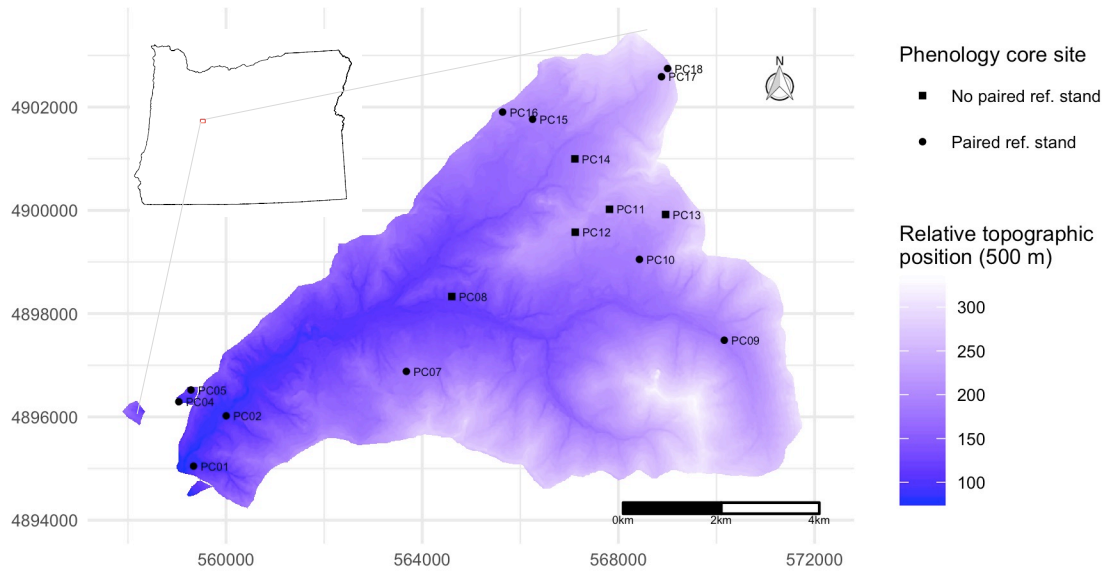 Phenology core site
No paired ref. stand
Paired ref. stand
Relative topographic
position (500 m)
300
250
200
150
100
N
4902000
4900000
4898000
4896000
4894000
560000
564000
568000
572000
PC18
PC17
PC16
PC15
PC14
PC11
PC13
PC12
PC10
PC08
PC09
PC07
PC05
PC04
PC02
PC01
0km
2km
4km